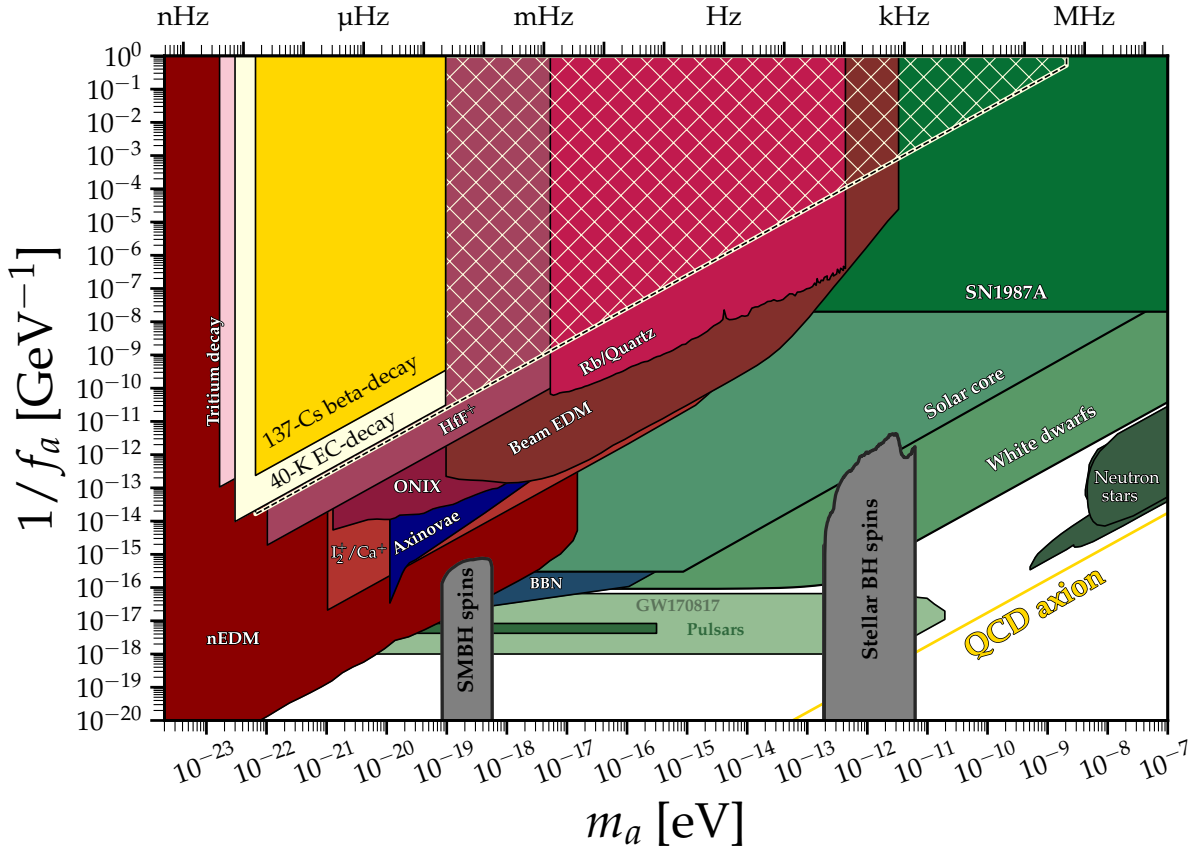 nHz μHz mHz Hz kHz MHz
10⁰
10⁻¹
10⁻²
10⁻³
10⁻⁴
10⁻⁵
10⁻⁶
10⁻⁷
10⁻⁸
10⁻⁹
10⁻¹⁰
10⁻¹¹
10⁻¹²
10⁻¹³
10⁻¹⁴
10⁻¹⁵
10⁻¹⁶
10⁻¹⁷
10⁻¹⁸
10⁻¹⁹
10⁻²⁰
1/fₐ [GeV⁻¹]
Tritium decay
137-Cs beta-decay
40-K EC-decay
HfF⁺
Rb/Quartz
Beam EDM
SN1987A
Solar core
White dwarfs
ONIX
Axinovae
I₂⁺/Ca⁺
Neutron
stars
nEDM
BBN
GW170817
Pulsars
SMBH spins
Stellar BH spins
QCD axion
10⁻²³ 10⁻²² 10⁻²¹ 10⁻²⁰ 10⁻¹⁹ 10⁻¹⁸ 10⁻¹⁷ 10⁻¹⁶ 10⁻¹⁵ 10⁻¹⁴ 10⁻¹³ 10⁻¹² 10⁻¹¹ 10⁻¹⁰ 10⁻⁹ 10⁻⁸ 10⁻⁷
mₐ [eV]